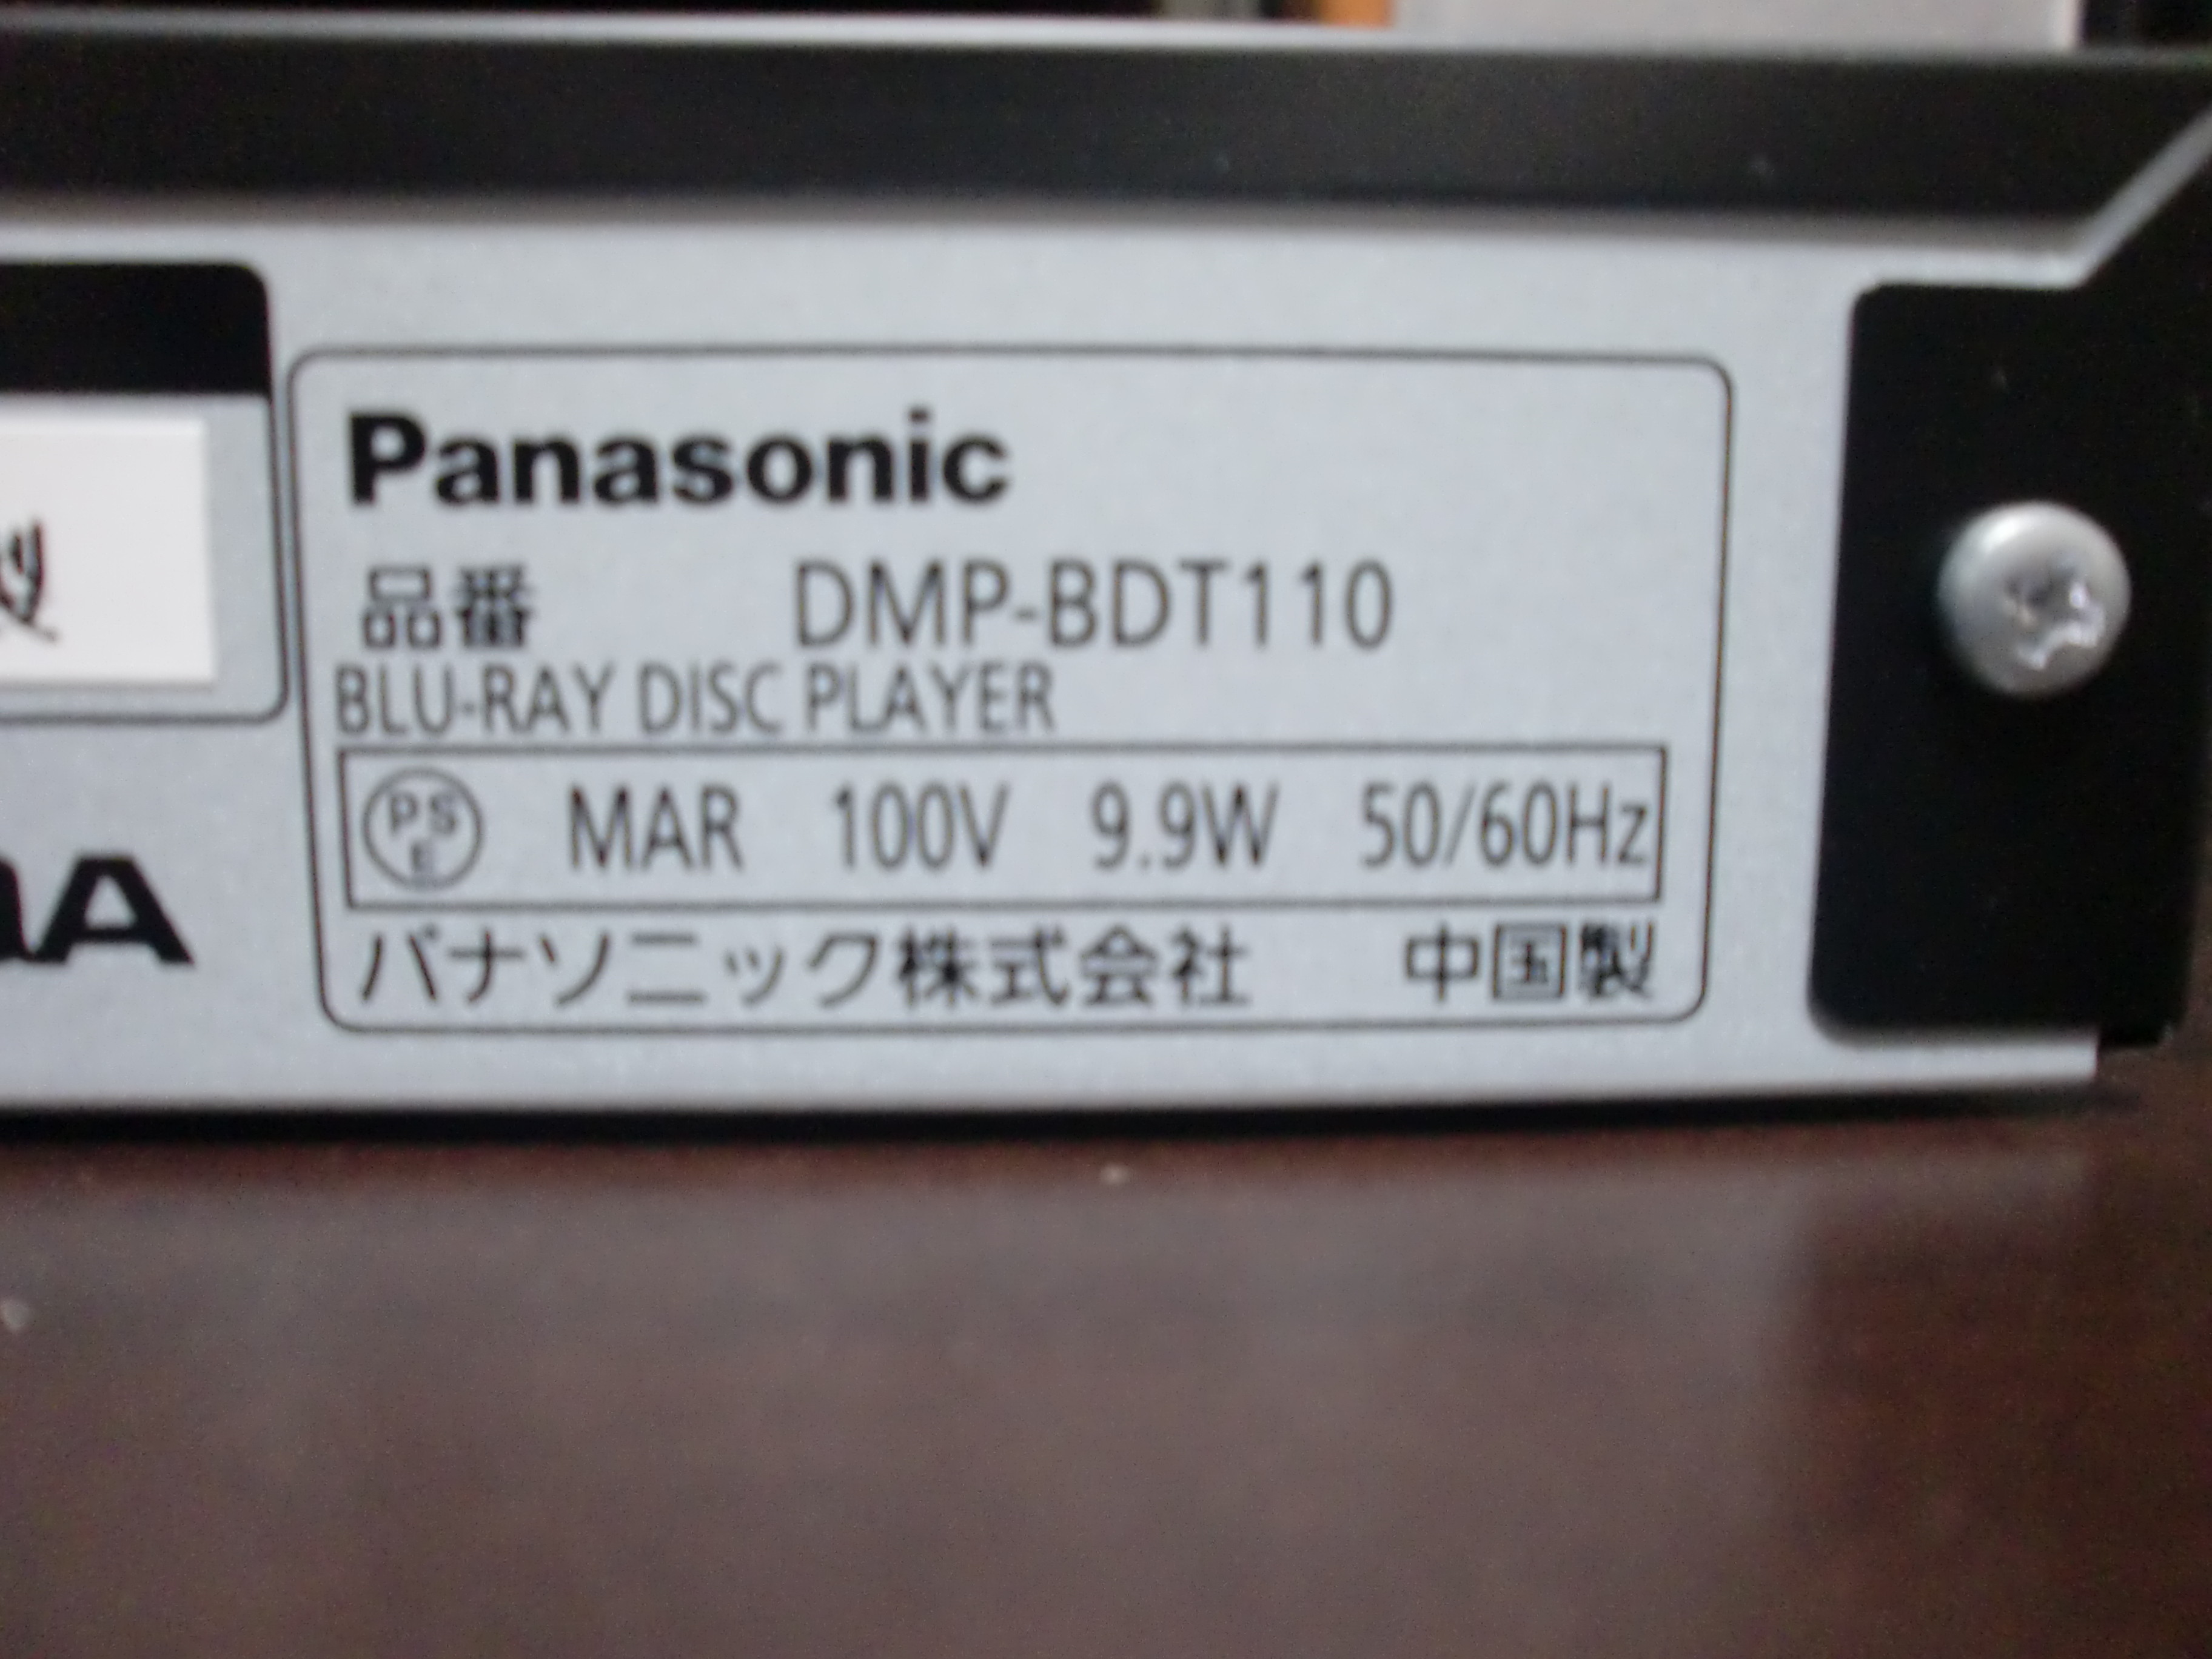 Panasonic
品番 DMP-BDT110
BLU-RAY DISC PLAYER
PSE MAR 100V 9.9W 50/60Hz
パナソニック株式会社 中国製